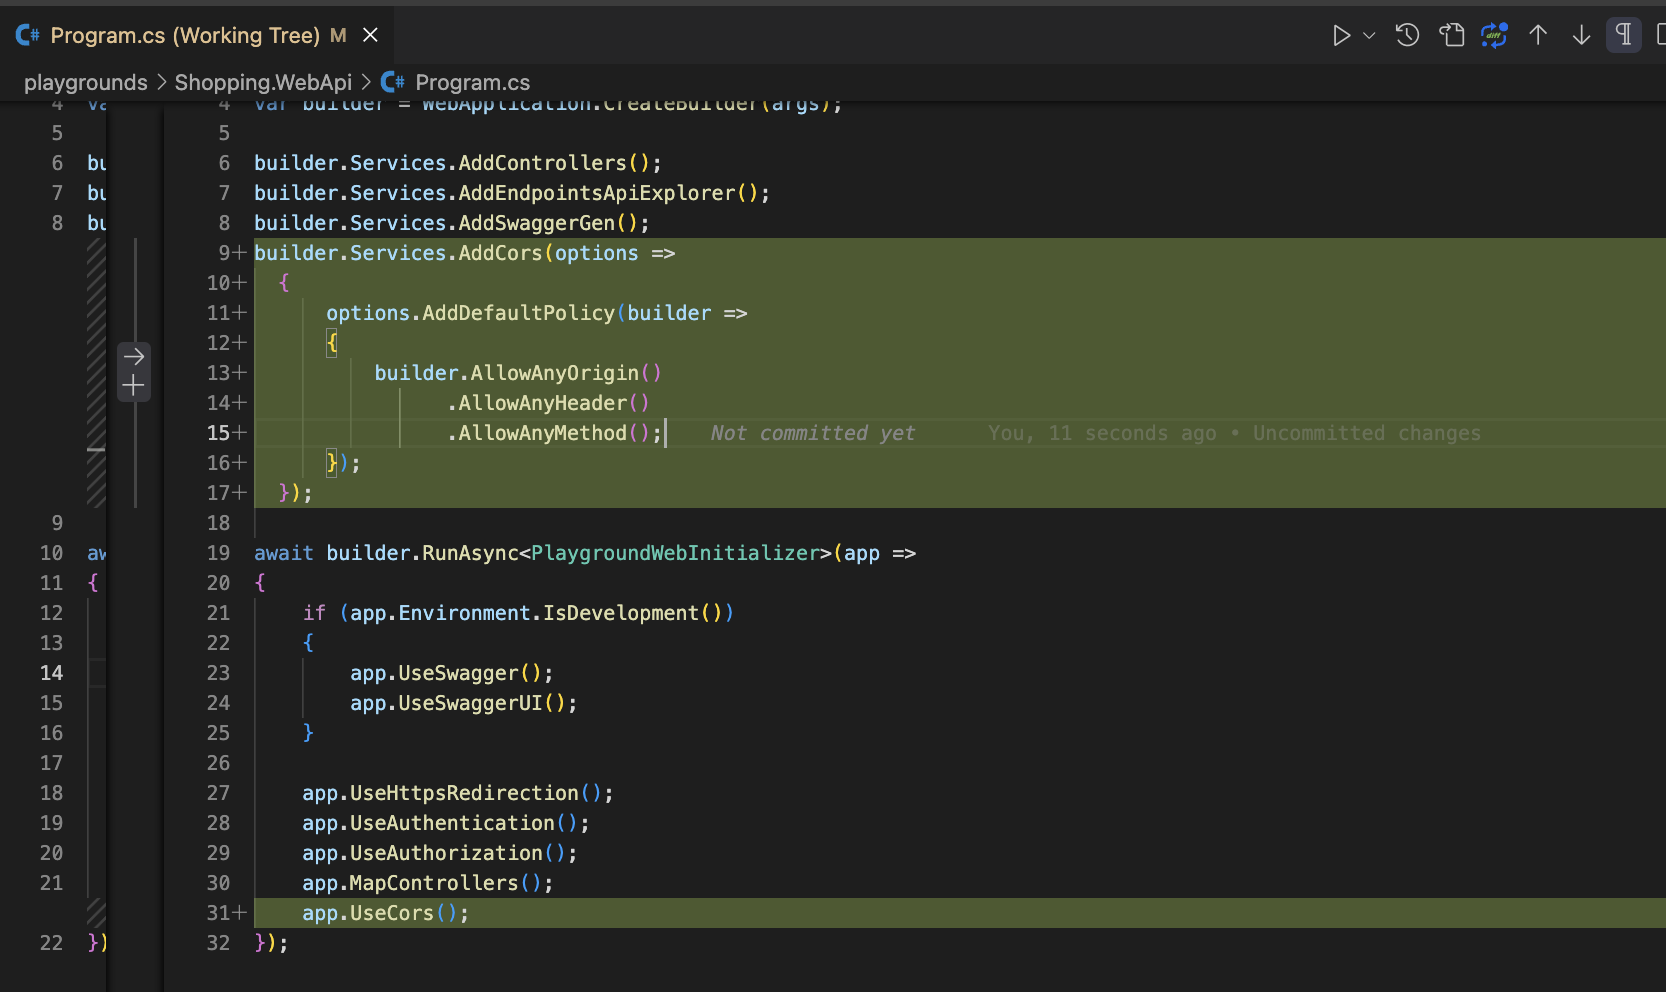 Program.cs (Working Tree) M
playgrounds > Shopping.WebApi > Program.cs
4 va 4 var builder = WebApplication.CreateBuilder(args);
5 5
6 bu 6 builder.Services.AddControllers();
7 bu 7 builder.Services.AddEndpointsApiExplorer();
8 bu 8 builder.Services.AddSwaggerGen();
9+ builder.Services.AddCors(options =>
10+ {
11+ options.AddDefaultPolicy(builder =>
12+ {
13+ builder.AllowAnyOrigin()
14+ .AllowAnyHeader()
15+ .AllowAnyMethod(); Not committed yet You, 11 seconds ago • Uncommitted changes
16+ });
17+ });
9 18
10 aw 19 await builder.RunAsync<PlaygroundWebInitializer>(app =>
11 { 20 {
12 21 if (app.Environment.IsDevelopment())
13 22 {
14 23 app.UseSwagger();
15 24 app.UseSwaggerUI();
16 25 }
17 26
18 27 app.UseHttpsRedirection();
19 28 app.UseAuthentication();
20 29 app.UseAuthorization();
21 30 app.MapControllers();
31+ app.UseCors();
22 }) 32 });